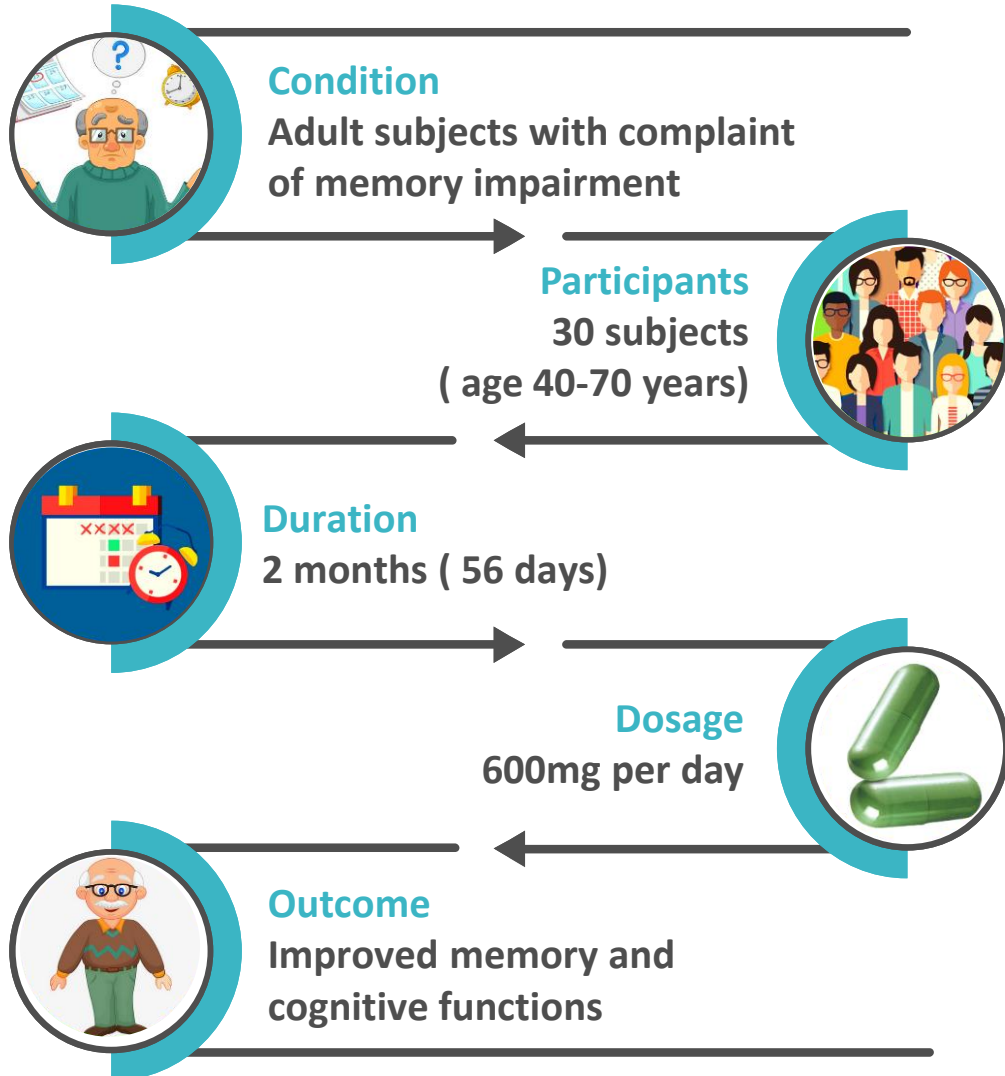 ?
Condition
Adult subjects with complaint
of memory impairment
Participants
30 subjects
( age 40-70 years)
Duration
2 months ( 56 days)
Dosage
600mg per day
Outcome
Improved memory and
cognitive functions